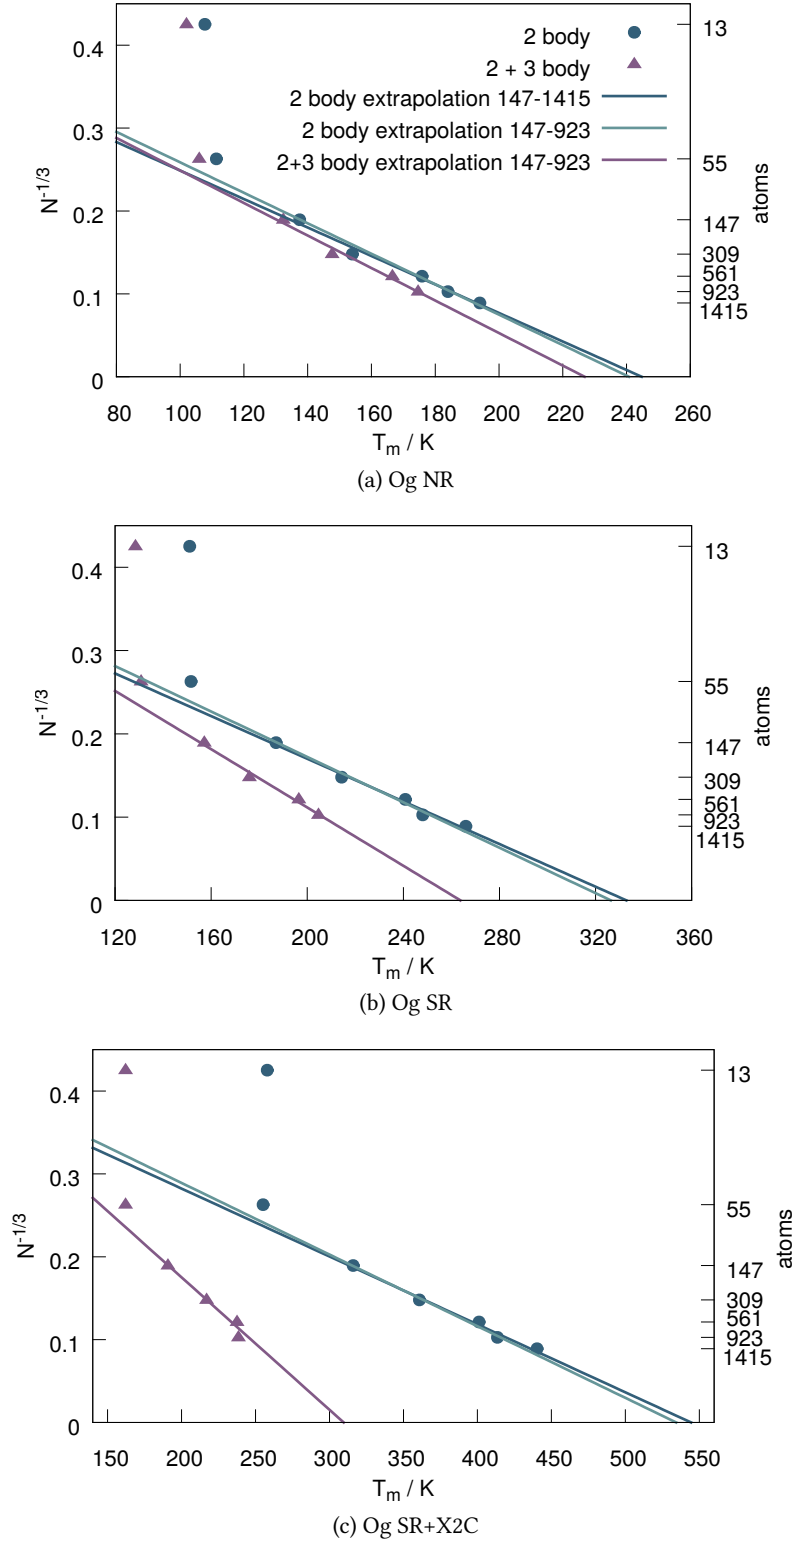 2 body
2 + 3 body
2 body extrapolation 147-1415
2 body extrapolation 147-923
2+3 body extrapolation 147-923
0.4
0.3
0.2
0.1
0
N-1/3
13
55
147
309
561
923
1415
atoms
80 100 120 140 160 180 200 220 240 260
Tm / K
(a) Og NR
0.4
0.3
0.2
0.1
0
N-1/3
13
55
147
309
561
923
1415
atoms
120 160 200 240 280 320 360
Tm / K
(b) Og SR
0.4
0.3
0.2
0.1
0
N-1/3
13
55
147
309
561
923
1415
atoms
150 200 250 300 350 400 450 500 550
Tm / K
(c) Og SR+X2C